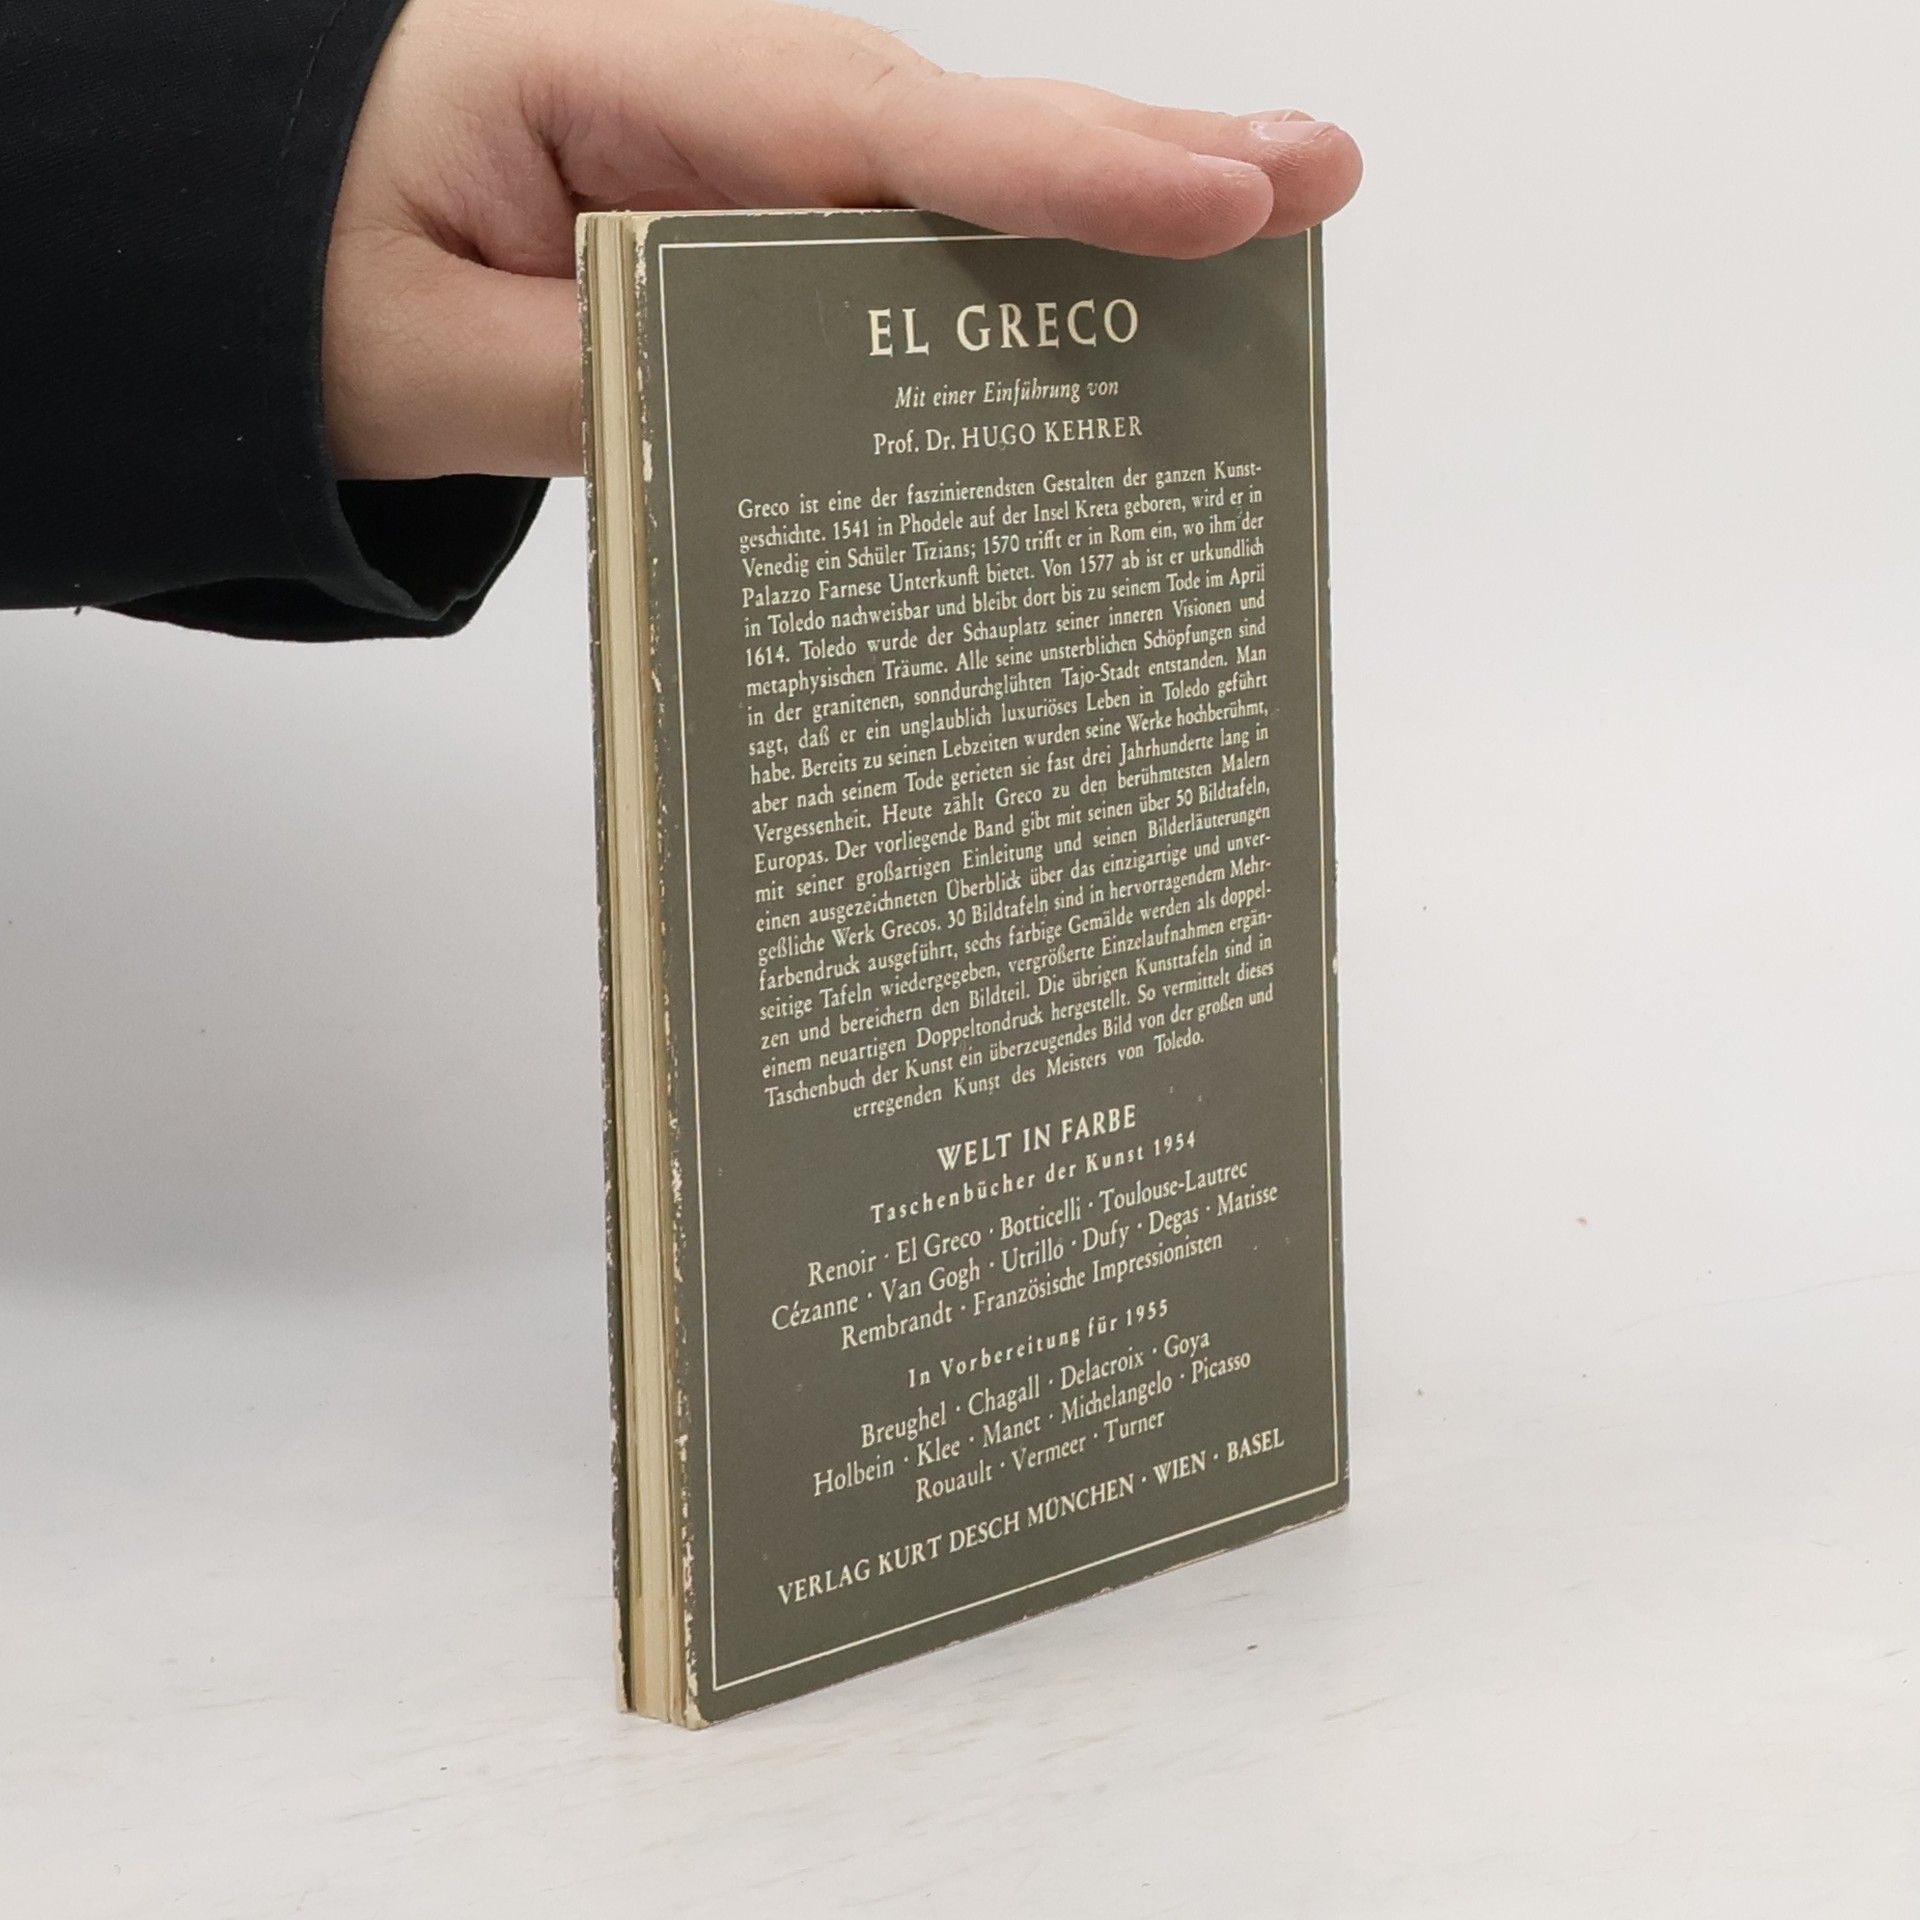 EL GRECO
Mit einer Einführung von
Prof. Dr. HUGO KEHRER
Greco ist eine der faszinierendsten Gestalten der ganzen Kunst-
geschichte. 1541 in Phodele auf der Insel Kreta geboren, wird er in
Venedig ein Schüler Tizians; 1570 trifft er in Rom ein, wo ihm der
Palazzo Farnese Unterkunft bietet. Von 1577 ab ist er urkundlich
in Toledo nachweisbar und bleibt dort bis zu seinem Tode im April
1614. Toledo wurde der Schauplatz seiner inneren Visionen und
metaphysischen Träume. Alle seine unsterblichen Schöpfungen sind
in der granitenen, sonndurchglühten Tajo-Stadt entstanden. Man
sagt, daß er ein unglaublich luxuriöses Leben in Toledo geführt
habe. Bereits zu seinen Lebzeiten wurden seine Werke hochberühmt,
aber nach seinem Tode gerieten sie fast drei Jahrhunderte lang in
Vergessenheit. Heute zählt Greco zu den berühmtesten Malern
Europas. Der vorliegende Band gibt mit seinen über 50 Bildtafeln,
mit seiner großartigen Einleitung und seinen Bilderläuterungen
einen ausgezeichneten Überblick über das einzigartige und unver-
geßliche Werk Grecos. 30 Bildtafeln sind in hervorragendem Mehr-
farbendruck ausgeführt, sechs farbige Gemälde werden als doppel-
seitige Tafeln wiedergegeben, vergrößerte Einzelaufnahmen ergän-
zen und bereichern den Bildteil. Die übrigen Kunsttafeln sind in
einem neuartigen Doppeltondruck hergestellt. So vermittelt dieses
Taschenbuch der Kunst ein überzeugendes Bild von der großen und
erregenden Kunst des Meisters von Toledo.
WELT IN FARBE
Taschenbücher der Kunst 1954
Renoir · El Greco · Botticelli · Toulouse-Lautrec
Cézanne · Van Gogh · Utrillo · Dufy · Degas · Matisse
Rembrandt · Französische Impressionisten
In Vorbereitung für 1955
Breughel · Chagall · Delacroix · Goya
Holbein · Klee · Manet · Michelangelo · Picasso
Rouault · Vermeer · Turner
VERLAG KURT DESCH MÜNCHEN · WIEN · BASEL